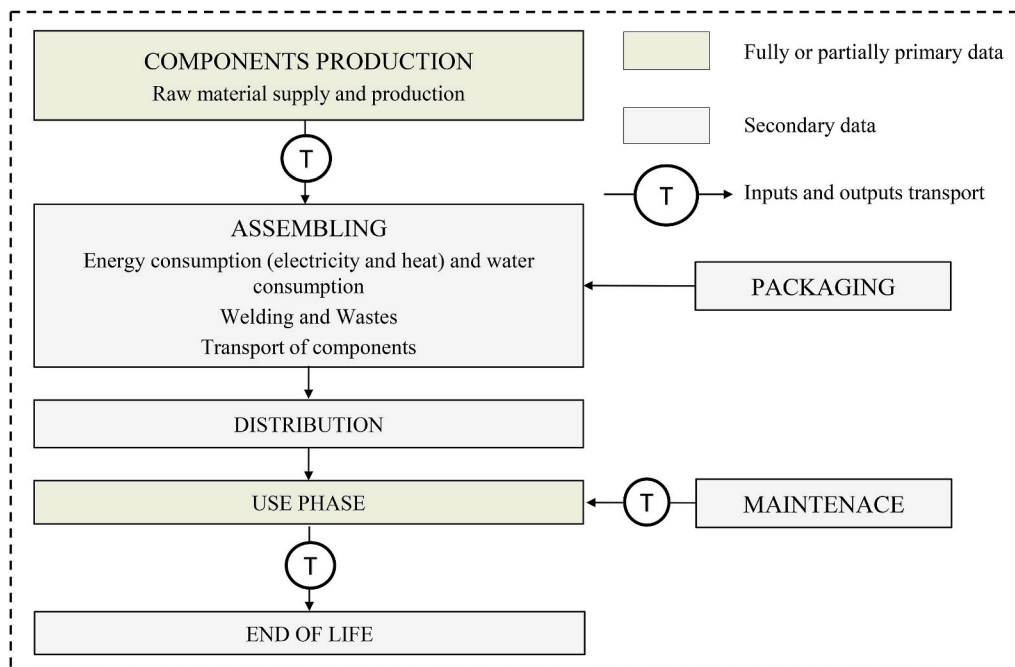 COMPONENTS PRODUCTION
Raw material supply and production
Fully or partially primary data
Secondary data
T
T
Inputs and outputs transport
ASSEMBLING
Energy consumption (electricity and heat) and water
consumption
Welding and Wastes
Transport of components
PACKAGING
DISTRIBUTION
USE PHASE
T
MAINTENACE
T
END OF LIFE